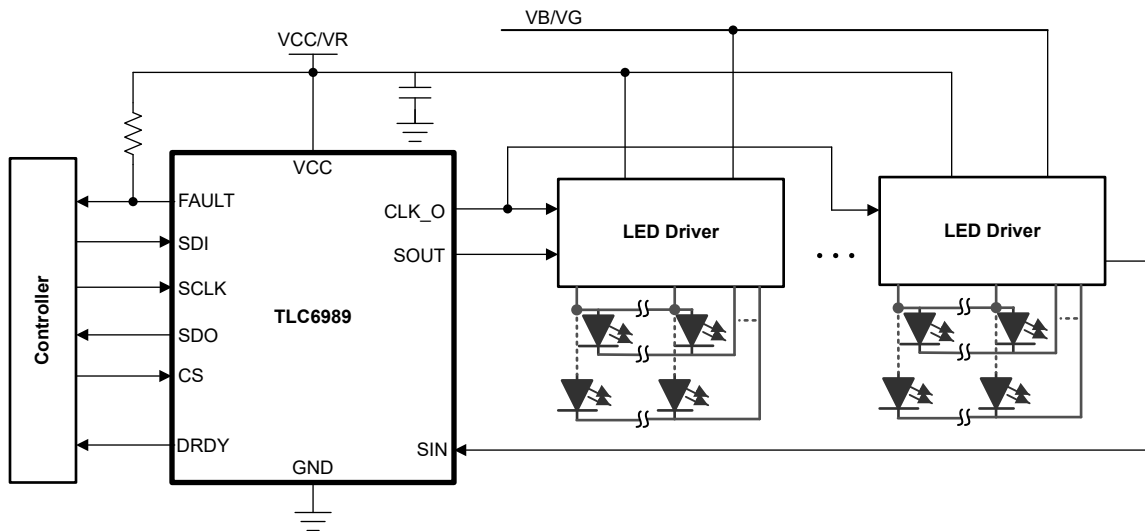 VB/VG
VCC/VR
VCC
Controller
FAULT
SDI
SCLK
SDO
CS
DRDY
TLC6989
CLK_O
SOUT
SIN
GND
LED Driver
LED Driver